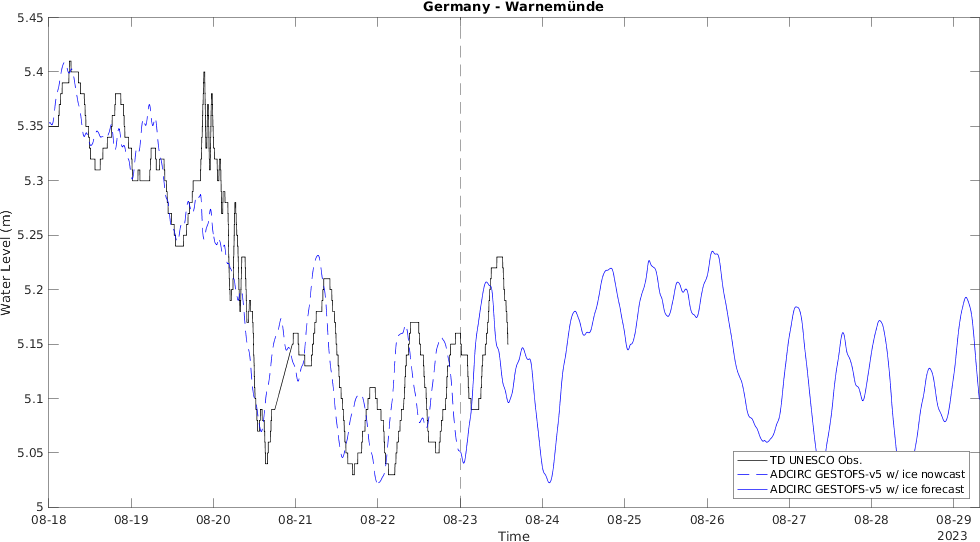 Germany - Warnemünde
Water Level (m)
5.45
5.4
5.35
5.3
5.25
5.2
5.15
5.1
5.05
5
08-18 08-19 08-20 08-21 08-22 08-23 08-24 08-25 08-26 08-27 08-28 08-29
2023
Time
TD UNESCO Obs.
ADCIRC GESTOFS-v5 w/ ice nowcast
ADCIRC GESTOFS-v5 w/ ice forecast